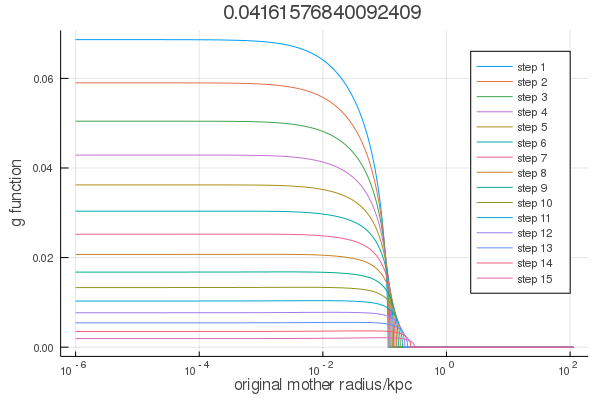 0.04161576840092409
g function
0.06
0.04
0.02
0.00
10^-6
10^-4
10^-2
10^0
10^2
original mother radius/kpc
step 1
step 2
step 3
step 4
step 5
step 6
step 7
step 8
step 9
step 10
step 11
step 12
step 13
step 14
step 15